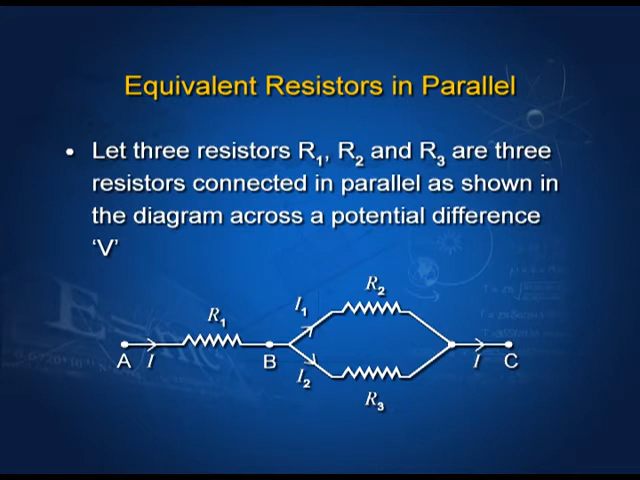 Equivalent Resistors in Parallel
• Let three resistors R₁, R₂ and R₃ are three
resistors connected in parallel as shown in
the diagram across a potential difference
‘V’
R₂
I₁
R₁
A I B I C
I₂
R₃